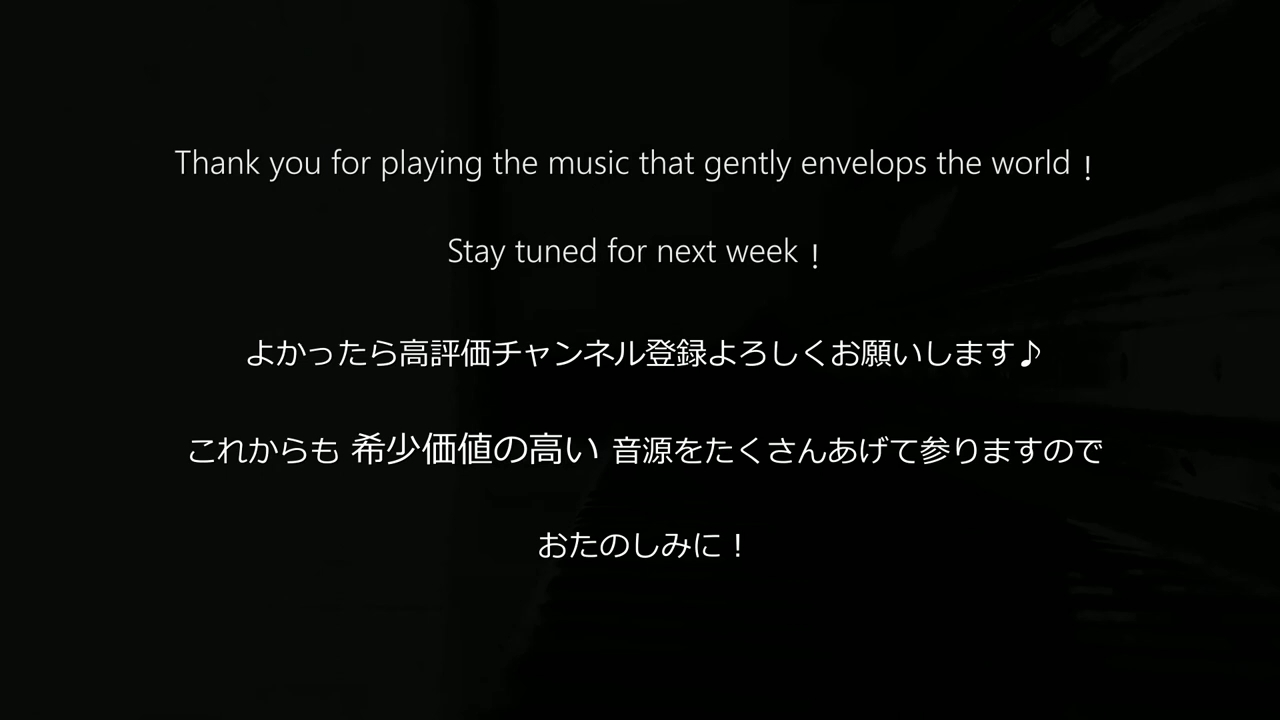 Thank you for playing the music that gently envelops the world！
Stay tuned for next week！
よかったら高評価チャンネル登録よろしくお願いします♪
これからも 希少価値の高い 音源をたくさんあげて参りますので
おたのしみに！